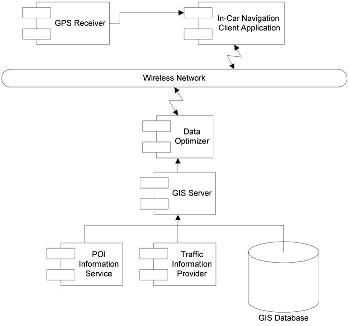 GPS Receiver
In-Car Navigation
Client Application
Wireless Network
Data
Optimizer
GIS Server
POI
Information
Service
Traffic
Information
Provider
GIS Database